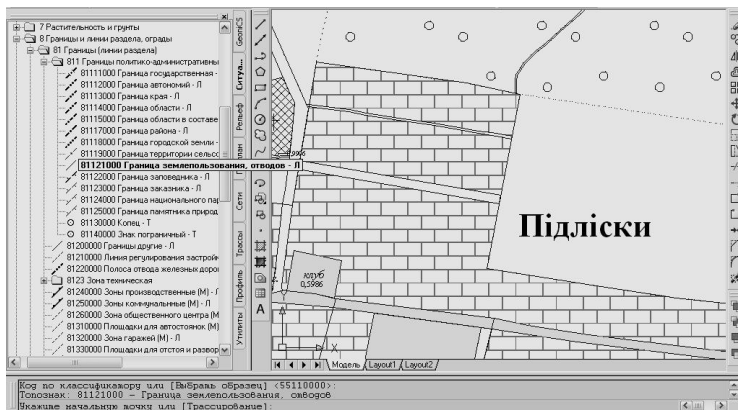 7 Растительность и грунты
8 Границы и линии раздела, ограды
81 Границы (линии раздела)
811 Границы политико-административны
81111000 Граница государственная -
81112000 Граница автономий - Л
81113000 Граница края - Л
81114000 Граница области - Л
81115000 Граница области в составе
81117000 Граница района - Л
81118000 Граница городской земли -
81119000 Граница территории сельсо
81121000 Граница землепользования, отводов - Л
81122000 Граница заповедника - Л
81123000 Граница заказника - Л
81124000 Граница национального пар
81125000 Граница памятника природ
81130000 Копец - Т
81140000 Знак пограничный - Т
81200000 Границы другие - Л
81210000 Линия регулирования застройк
81220000 Полоса отвода железных доро
8123 Зона техническая
81240000 Зоны производственные (М) - Л
81250000 Зоны коммунальные (М) - Л
81260000 Зона общественного центра (М
81310000 Площадки для автостоянок (М)
81320000 Зона гаражей (М) - Л
81330000 Площадки для отстоя и развор
GeoniCS
Ситуа...
Рельеф
план
Сети
Трассы
Профиль
Утилиты
A
Підліски
клуб
0,5986
X
Модель
Layout1
Layout2
Код по классификатору или [Выбрать образец] <55110000>:
Топознак: 81121000 - Граница землепользования, отводов
Укажите начальную точку или [Трассирование]: